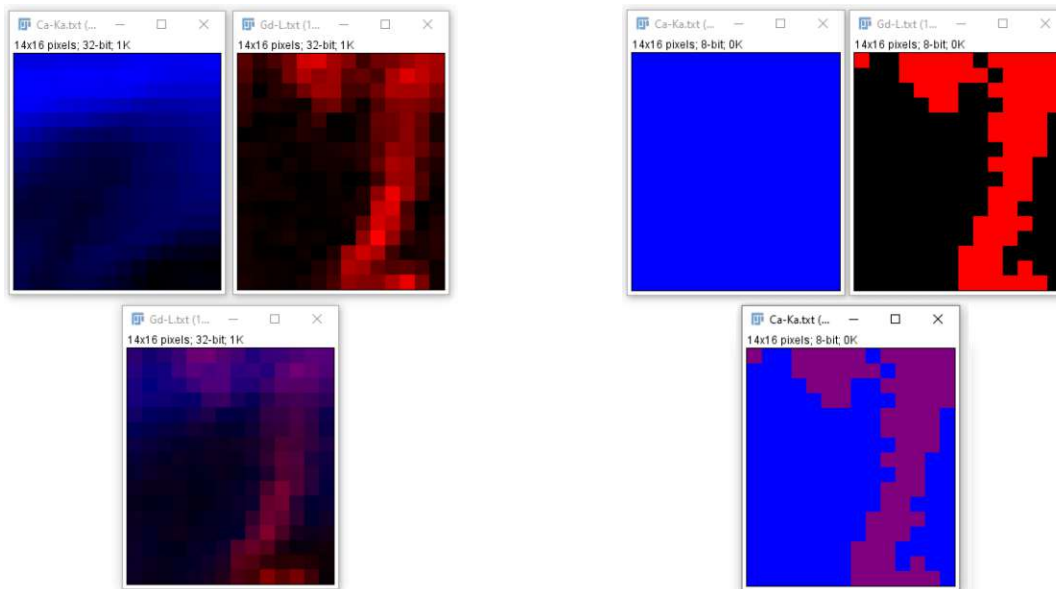 Ca-Ka.txt (...
14x16 pixels; 32-bit; 1K
Gd-L.txt (1...
14x16 pixels; 32-bit; 1K
Ca-Ka.txt (...
14x16 pixels; 8-bit; 0K
Gd-L.txt (1...
14x16 pixels; 8-bit; 0K
Gd-L.txt (1...
14x16 pixels; 32-bit; 1K
Ca-Ka.txt (...
14x16 pixels; 8-bit; 0K